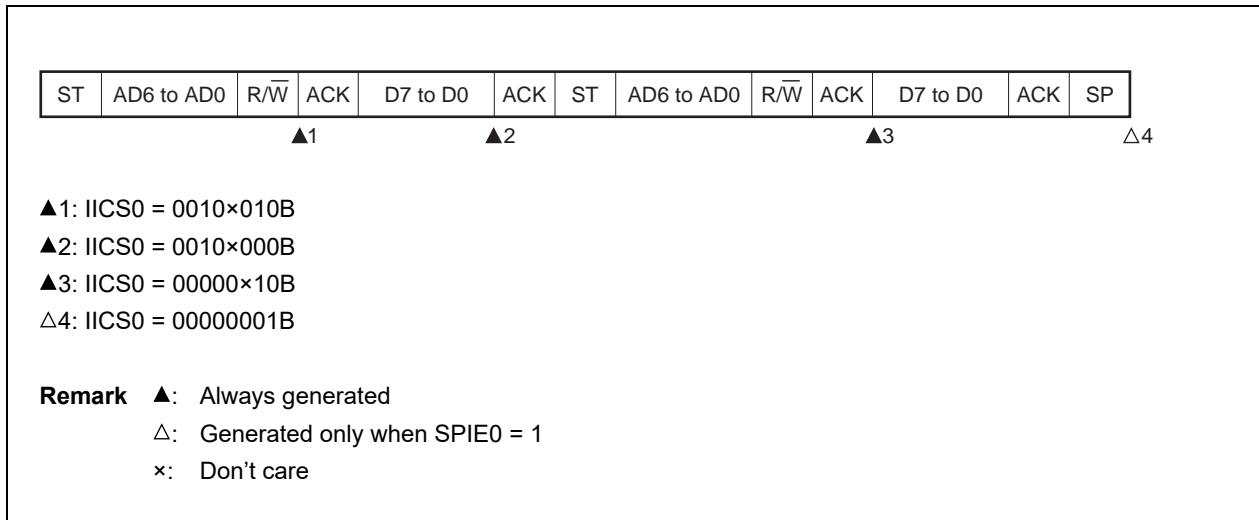 ST AD6 to AD0 R/W̅ ACK D7 to D0 ACK ST AD6 to AD0 R/W̅ ACK D7 to D0 ACK SP
▲1 ▲2 ▲3 △4
▲1: IICS0 = 0010×010B
▲2: IICS0 = 0010×000B
▲3: IICS0 = 00000×10B
△4: IICS0 = 00000001B
Remark ▲: Always generated
△: Generated only when SPIE0 = 1
×: Don't care